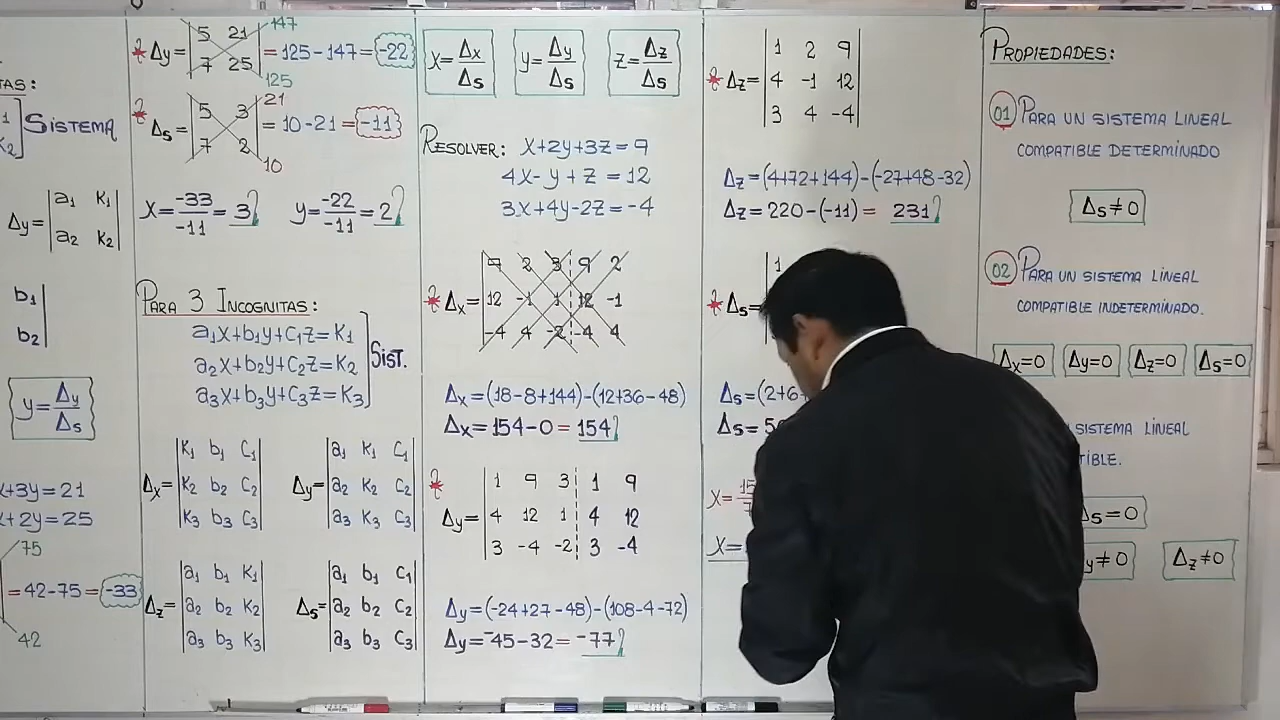 TAS:
1
K₂] SISTEMA
Δy= |a₁ K₁|
|a₂ K₂|
b₁|
b₂|
y= Δy/Δs
x+3y=21
x+2y=25
75
=42-75= -33
42
* Δy= |5 21| 147
|7 25| = 125-147= -22
125
* Δs= |5 3| 21
|7 2| = 10-21= -11
10
X= -33/-11 = 3 y= -22/-11 = 2
PARA 3 INCOGNITAS:
a₁x+b₁y+C₁z=K₁
a₂x+b₂y+C₂z=K₂ ] SIST.
a₃x+b₃y+C₃z=K₃
Δx= |K₁ b₁ C₁| Δy= |a₁ K₁ C₁|
|K₂ b₂ C₂| |a₂ K₂ C₂|
|K₃ b₃ C₃| |a₃ K₃ C₃|
Δz= |a₁ b₁ K₁| Δs= |a₁ b₁ C₁|
|a₂ b₂ K₂| |a₂ b₂ C₂|
|a₃ b₃ K₃| |a₃ b₃ C₃|
X= Δx/Δs y= Δy/Δs Z= Δz/Δs
RESOLVER: X+2y+3z=9
4X-y+z=12
3X+4y-2z=-4
* Δx= |9 2 3 9 2
|12 -1 1 12 -1
|-4 4 -2 -4 4
Δx=(18-8+144)-(12+36-48)
Δx=154-0=154
* Δy= |1 9 3 1 9
|4 12 1 4 12
|3 -4 -2 3 -4
Δy=(-24+27-48)-(108-4-72)
Δy=-45-32=-77
* Δz= |1 2 9|
|4 -1 12|
|3 4 -4|
Δz=(4+72+144)-(-27+48-32)
Δz=220-(-11)= 231
* Δs= |1
Δs=(2+6+
Δs=
X= 15
X=
PROPIEDADES:
01 PARA UN SISTEMA LINEAL
COMPATIBLE DETERMINADO
Δs≠0
02 PARA UN SISTEMA LINEAL
COMPATIBLE INDETERMINADO.
Δx=0 Δy=0 Δz=0 Δs=0
SISTEMA LINEAL
TIBLE.
Δs=0
y≠0 Δz≠0